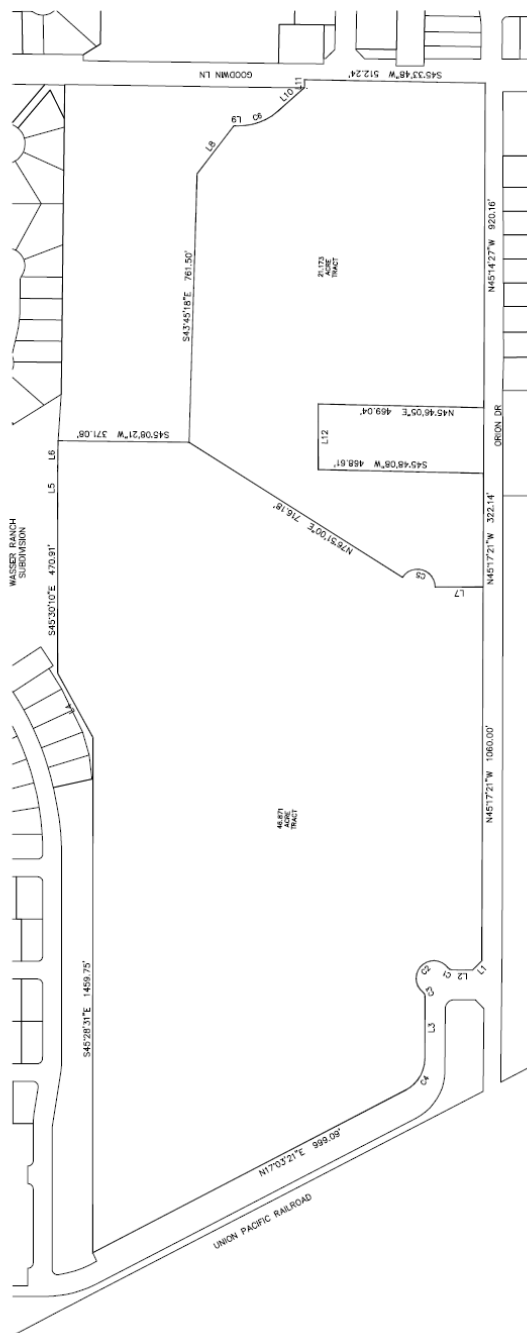 GOODWIN LN
S45°33'48"W 512.24'
L11
L10
C6
L9
L8
N45°14'27"W 920.16'
S43°45'18"E 761.50'
21.173
ACRE
TRACT
S45°08'21"W 371.08'
L6
L5
L12
N45°46'05"E 469.04'
S45°48'08"W 468.61'
ORION DR
WASSER RANCH
SUBDIVISION
S45°30'10"E 470.91'
N76°51'00"E 716.18'
N45°17'21"W 322.14'
C5
L7
L4
N45°17'21"W 1060.00'
46.871
ACRE
TRACT
S45°28'31"E 1459.75'
C2
C1
L2
L1
C3
L3
C4
N17°03'21"E 999.09'
UNION PACIFIC RAILROAD